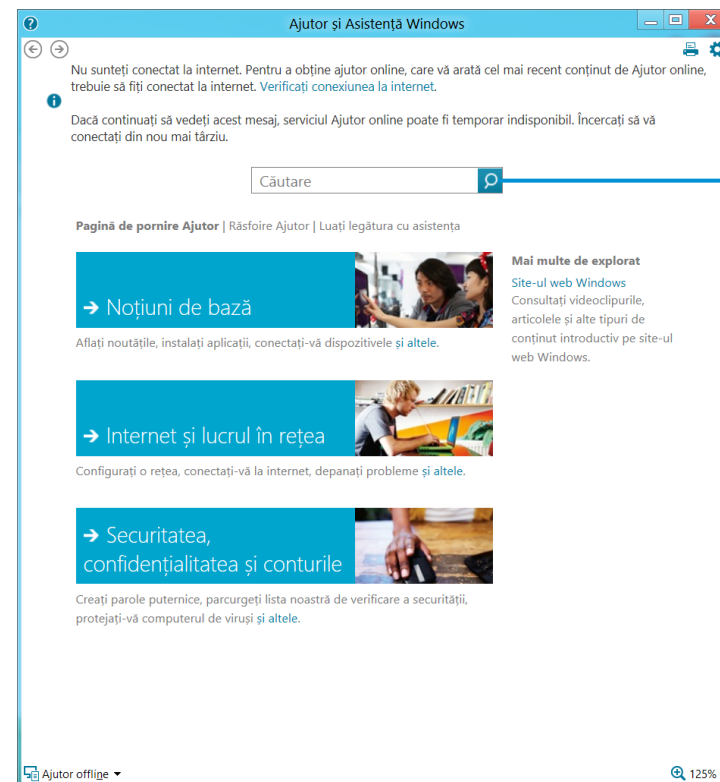 Ajutor și Asistență Windows
Nu sunteți conectat la internet. Pentru a obține ajutor online, care vă arată cel mai recent conținut de Ajutor online,
trebuie să fiți conectat la internet. Verificați conexiunea la internet.
Dacă continuați să vedeți acest mesaj, serviciul Ajutor online poate fi temporar indisponibil. Încercați să vă
conectați din nou mai târziu.
Căutare
Pagină de pornire Ajutor | Răsfoire Ajutor | Luați legătura cu asistența
→ Noțiuni de bază
Aflați noutățile, instalați aplicații, conectați-vă dispozitivele și altele.
→ Internet și lucrul în rețea
Configurați o rețea, conectați-vă la internet, depanați probleme și altele.
→ Securitatea,
confidențialitatea și conturile
Creați parole puternice, parcurgeți lista noastră de verificare a securității,
protejați-vă computerul de viruși și altele.
Mai multe de explorat
Site-ul web Windows
Consultați videoclipurile,
articolele și alte tipuri de
conținut introductiv pe site-ul
web Windows.
Ajutor offline
125%